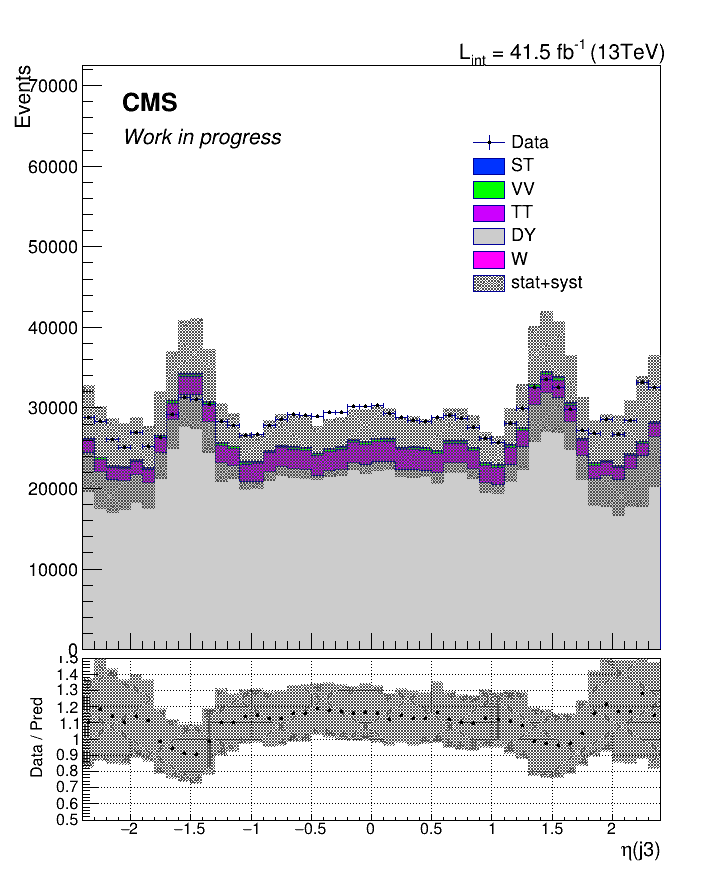 L_int = 41.5 fb^-1 (13TeV)
Events
70000
CMS
Work in progress
60000
50000
40000
30000
20000
10000
0
Data
ST
VV
TT
DY
W
stat+syst
Data / Pred
1.5
1.4
1.3
1.2
1.1
1
0.9
0.8
0.7
0.6
0.5
−2 −1.5 −1 −0.5 0 0.5 1 1.5 2
η(j3)